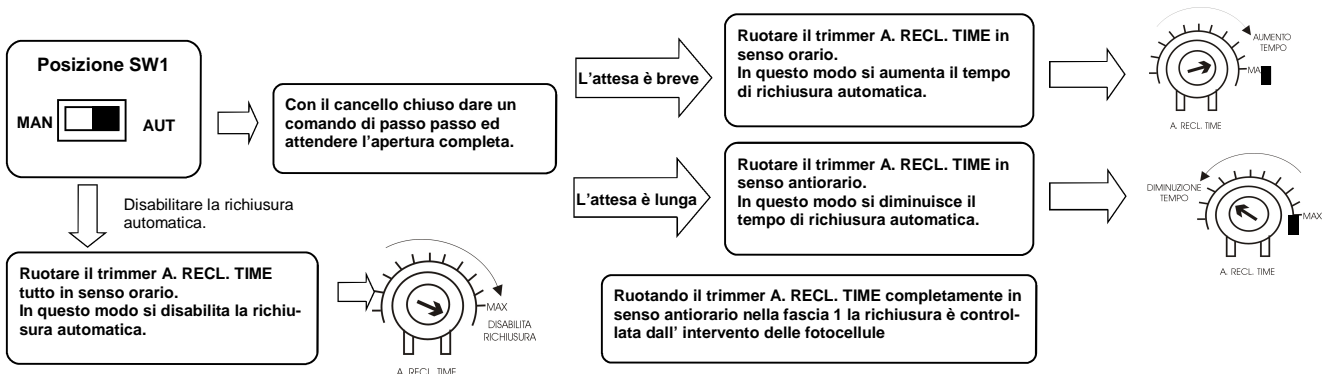 Posizione SW1
MAN
AUT
Con il cancello chiuso dare un
comando di passo passo ed
attendere l'apertura completa.
L'attesa è breve
Ruotare il trimmer A. RECL. TIME in
senso orario.
In questo modo si aumenta il tempo
di richiusura automatica.
AUMENTO
TEMPO
MAX
A. RECL. TIME
L'attesa è lunga
Ruotare il trimmer A. RECL. TIME in
senso antiorario.
In questo modo si diminuisce il
tempo di richiusura automatica.
DIMINUZIONE
TEMPO
MAX
A. RECL. TIME
Disabilitare la richiusura
automatica.
Ruotare il trimmer A. RECL. TIME
tutto in senso orario.
In questo modo si disabilita la richiu-
sura automatica.
MAX
DISABILITA
RICHIUSURA
A. RECL. TIME
Ruotando il trimmer A. RECL. TIME completamente in
senso antiorario nella fascia 1 la richiusura è control-
lata dall' intervento delle fotocellule